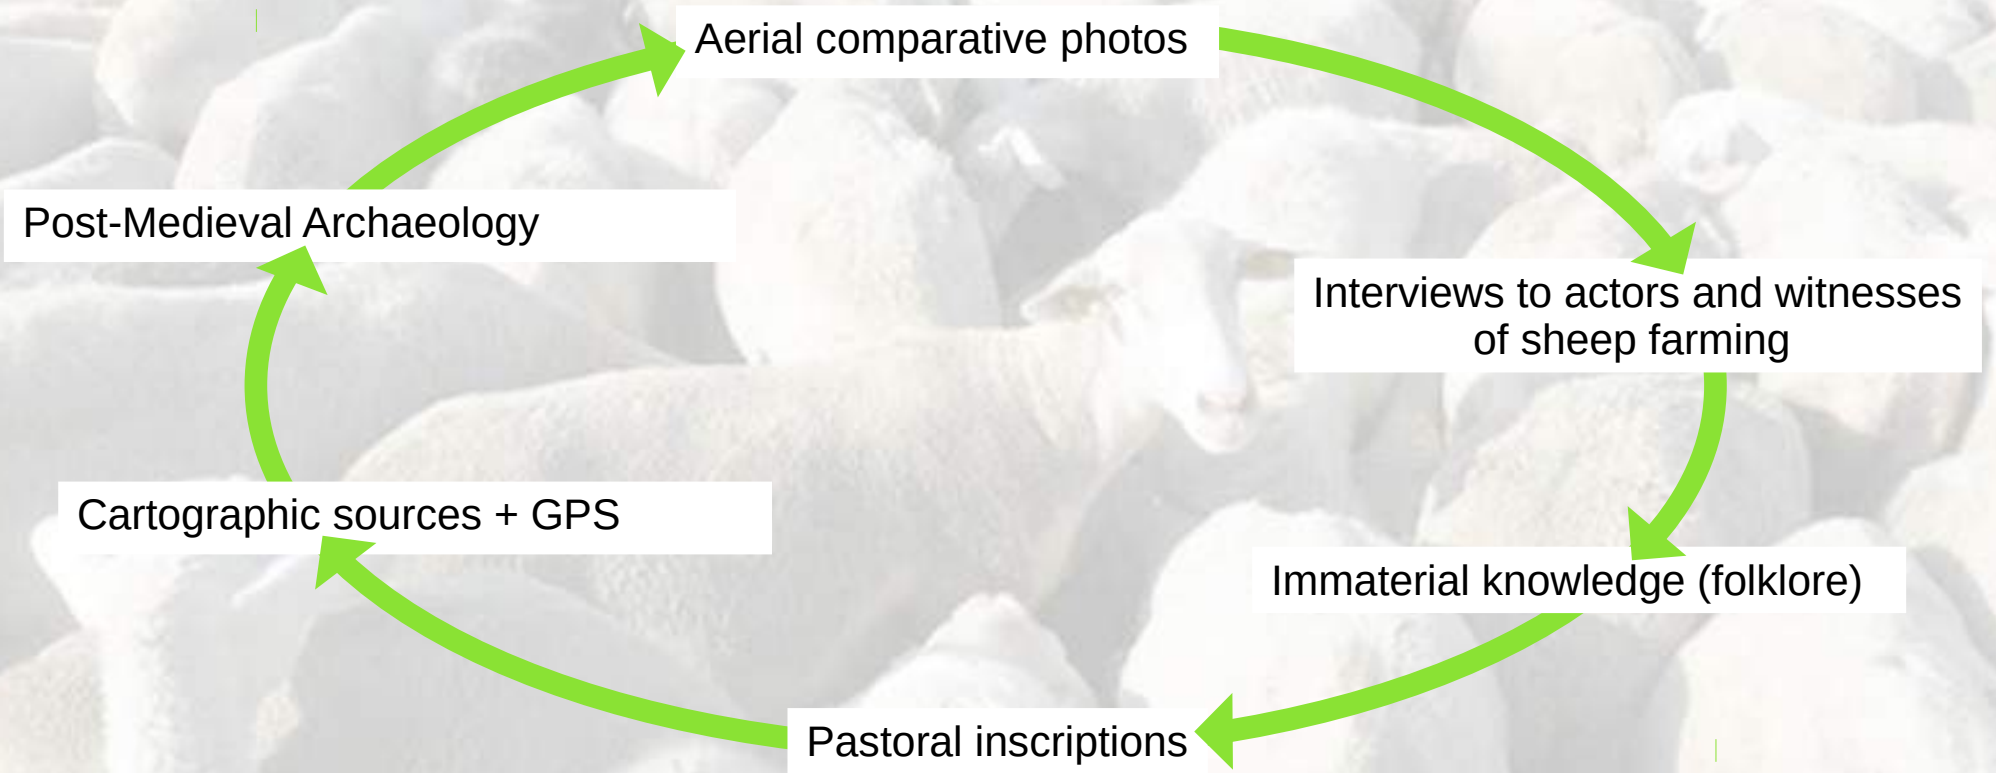 Aerial comparative photos
Post-Medieval Archaeology
Interviews to actors and witnesses
of sheep farming
Cartographic sources + GPS
Immaterial knowledge (folklore)
Pastoral inscriptions